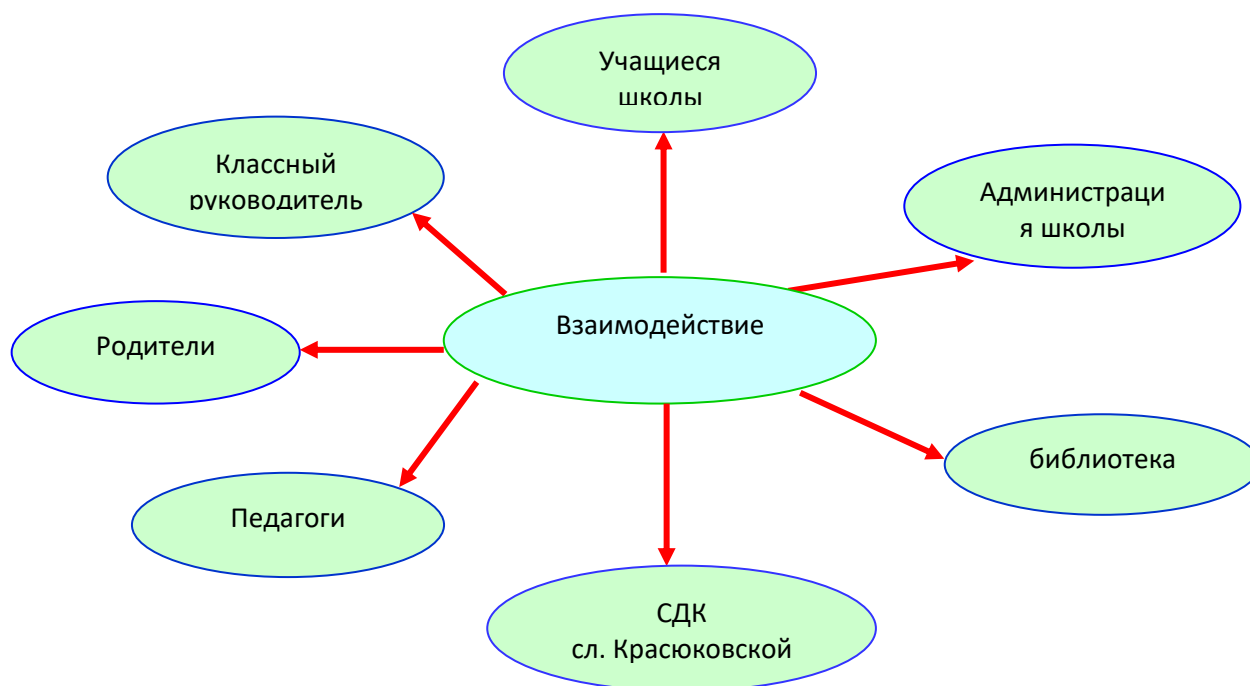 Учащиеся
школы
Классный
руководитель
Администраци
я школы
Взаимодействие
Родители
библиотека
Педагоги
СДК
сл. Красюковской